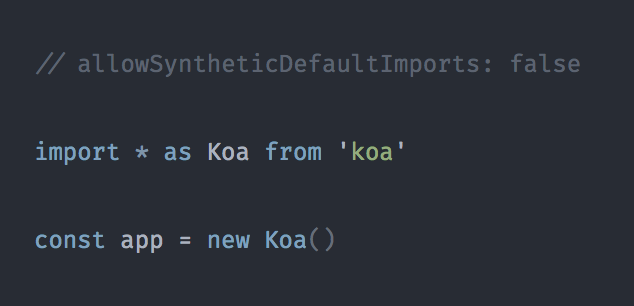 // allowSyntheticDefaultImports: false
import * as Koa from 'koa'
const app = new Koa()